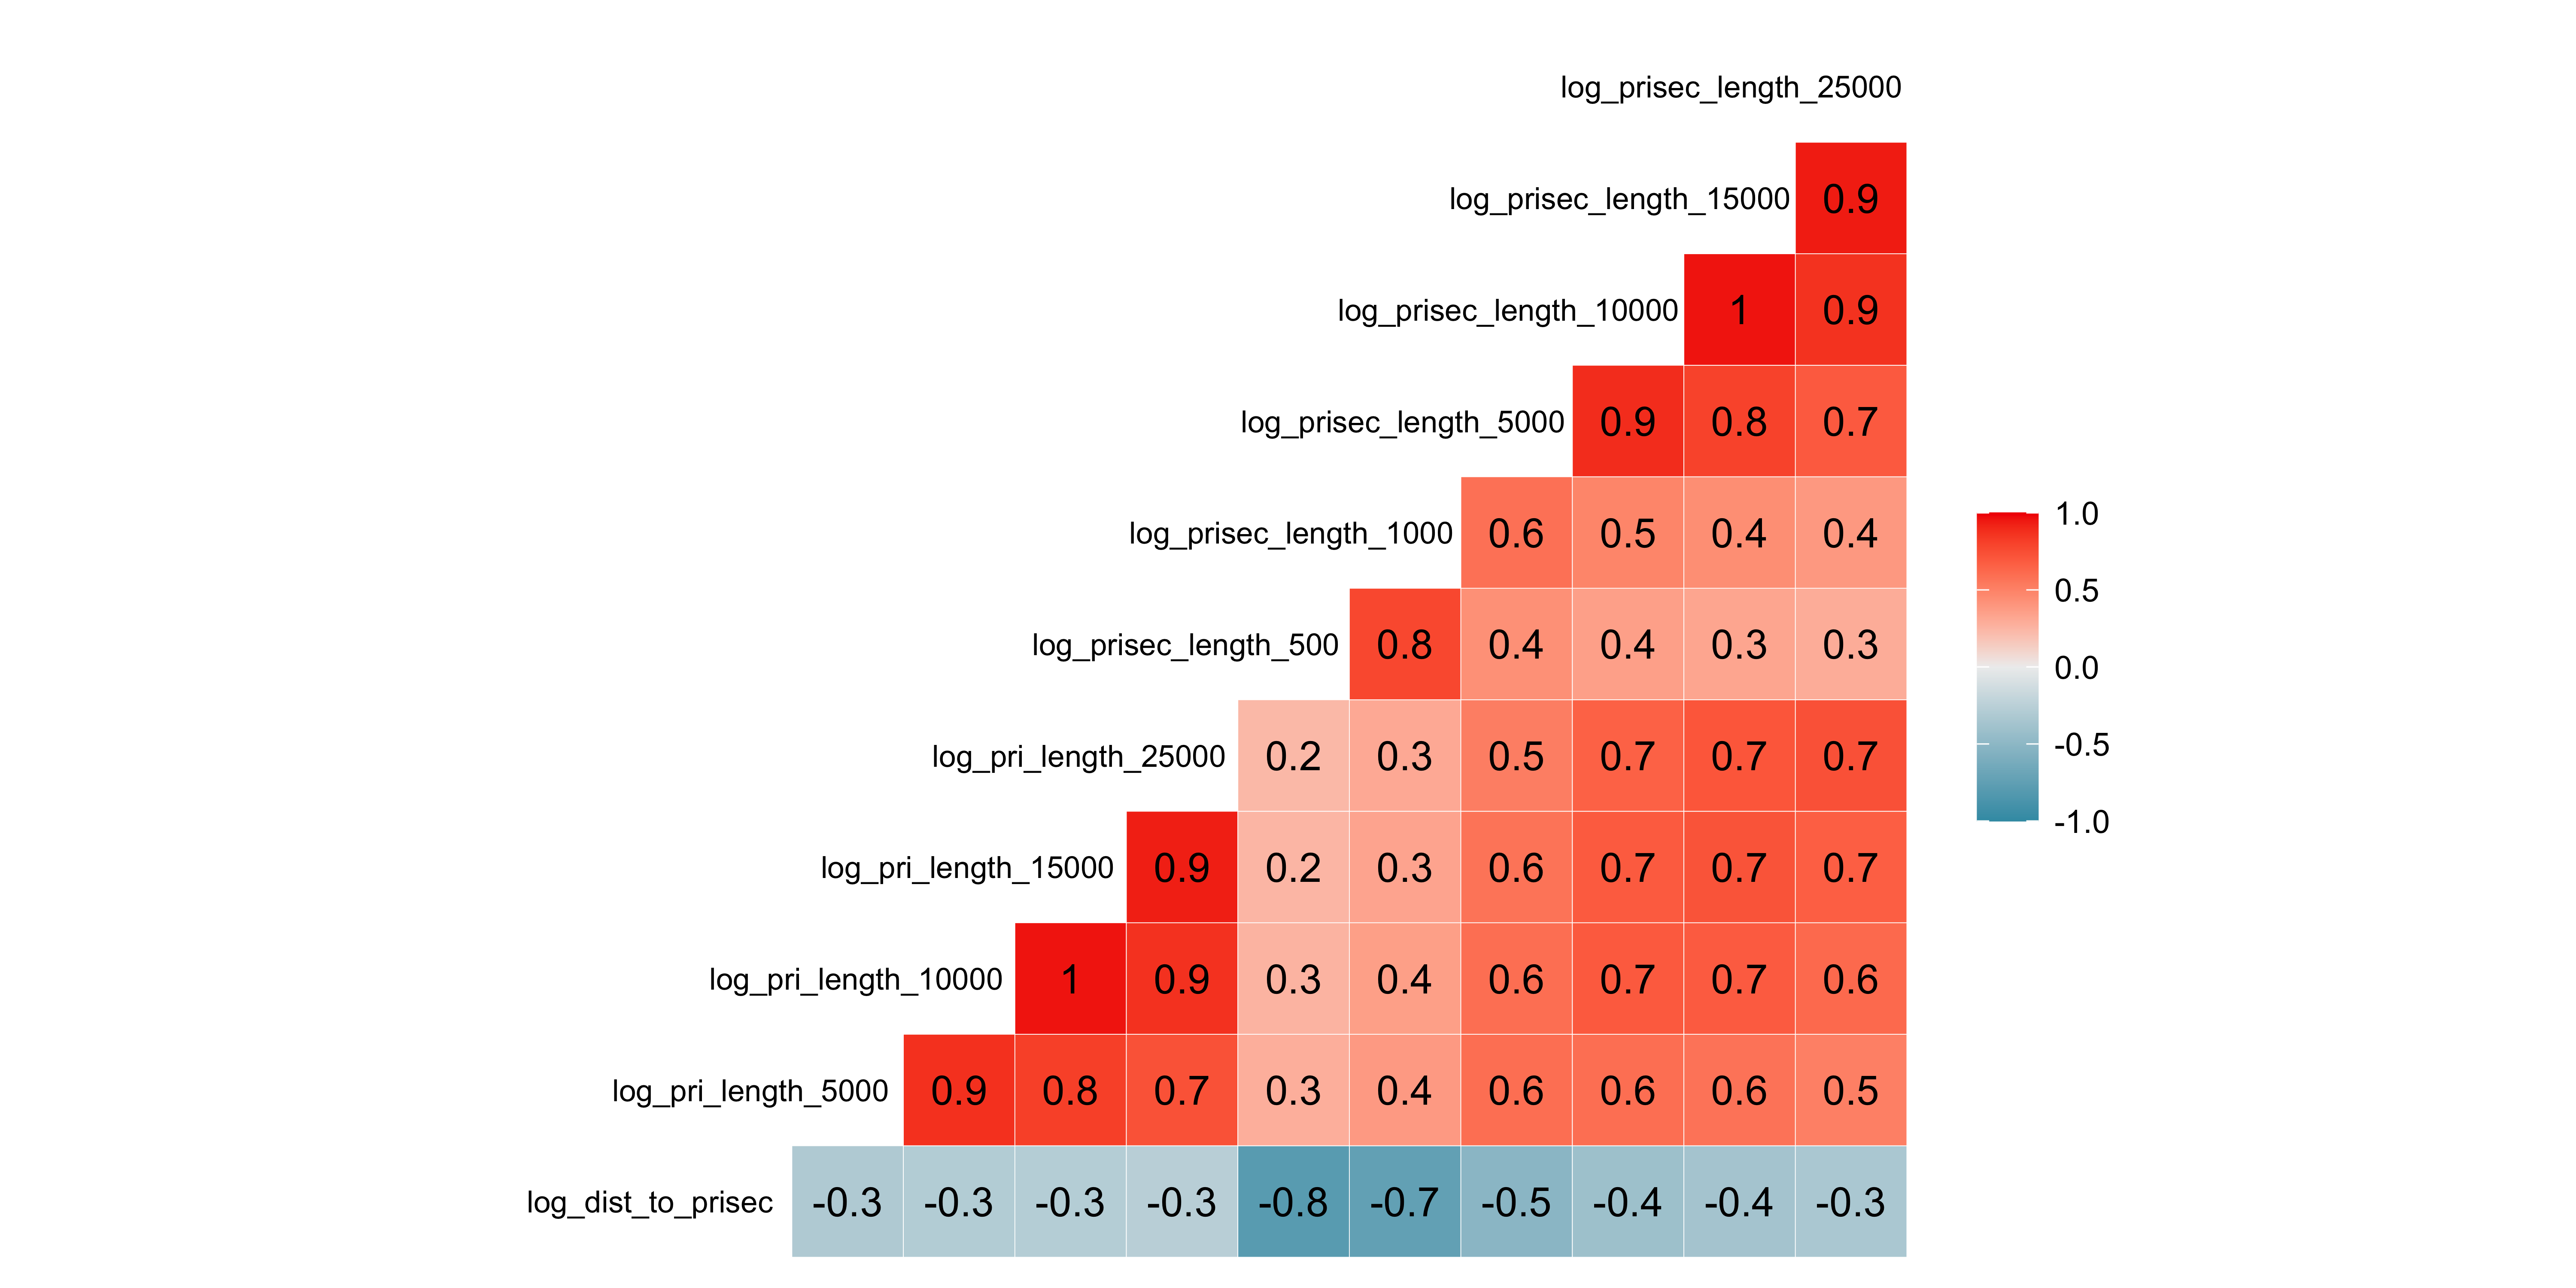 log_prisec_length_25000
log_prisec_length_15000 0.9
log_prisec_length_10000 1 0.9
log_prisec_length_5000 0.9 0.8 0.7
log_prisec_length_1000 0.6 0.5 0.4 0.4
log_prisec_length_500 0.8 0.4 0.4 0.3 0.3
log_pri_length_25000 0.2 0.3 0.5 0.7 0.7 0.7
log_pri_length_15000 0.9 0.2 0.3 0.6 0.7 0.7 0.7
log_pri_length_10000 1 0.9 0.3 0.4 0.6 0.7 0.7 0.6
log_pri_length_5000 0.9 0.8 0.7 0.3 0.4 0.6 0.6 0.6 0.5
log_dist_to_prisec -0.3 -0.3 -0.3 -0.3 -0.8 -0.7 -0.5 -0.4 -0.4 -0.3
1.0
0.5
0.0
-0.5
-1.0